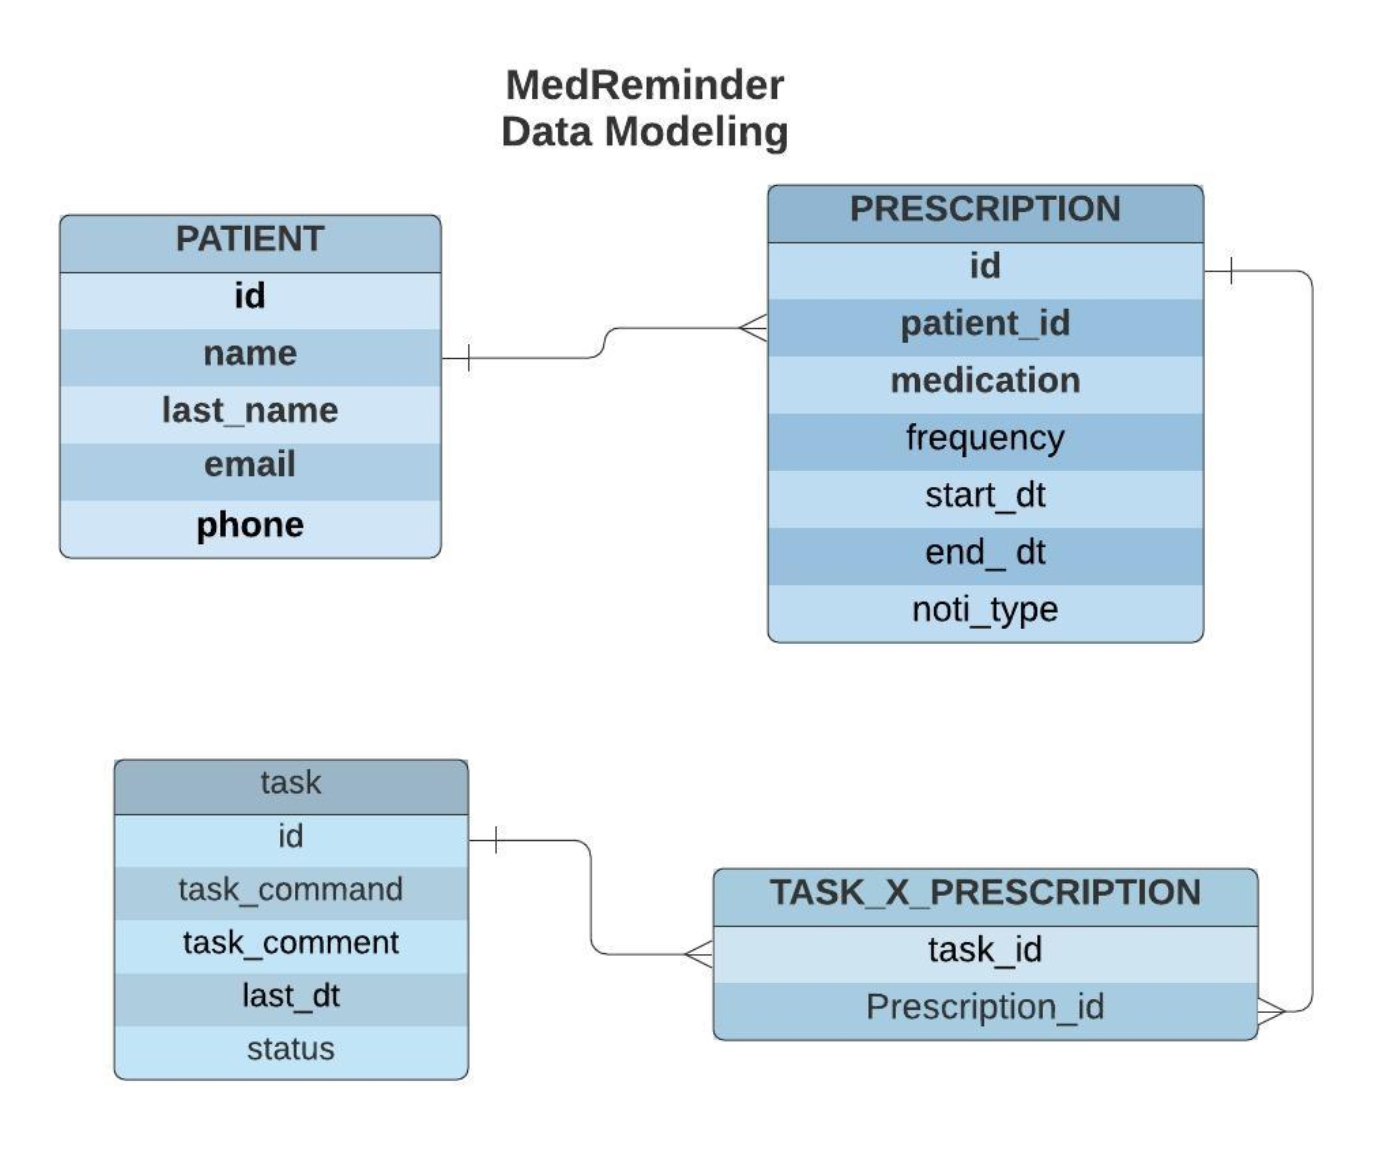 MedReminder
Data Modeling
PATIENT
id
name
last_name
email
phone
PRESCRIPTION
id
patient_id
medication
frequency
start_dt
end_ dt
noti_type
task
id
task_command
task_comment
last_dt
status
TASK_X_PRESCRIPTION
task_id
Prescription_id